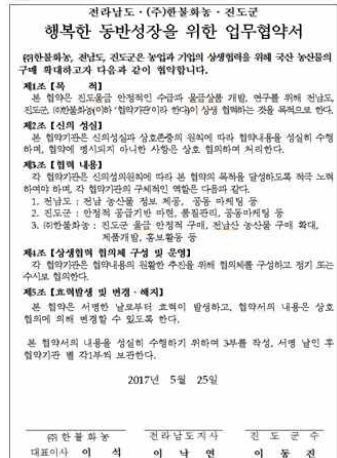 전라남도 · (주)한불화농 · 진도군
행복한 동반성장을 위한 업무협약서
(주)한불화농, 전남도, 진도군은 농업과 기업의 상생협력을 위해 국산 농산물의
구매 확대하고자 다음과 같이 협약합니다.
제1조【목 적】
본 협약은 진도울금 안정적인 수급과 울금상품 개발, 연구를 위해 전남도,
진도군, ㈜한불화농(이하 '협약기관'이라 한다)이 상생 협력하는 것을 목적으로 한다.
제2조【신의 성실】
본 협약기관은 신의성실과 상호존중의 원칙에 따라 협약내용을 성실히 수행
하며, 협약에 명시되지 아니한 사항은 상호 협의하여 처리한다.
제3조【협력 내용】
각 협약기관은 신의성의원칙에 따라 본 협약의 목적을 달성하도록 적극 노력
하여야 하며, 각 협약기관의 구체적인 역할은 다음과 같다.
1. 전남도 : 전남 농산물 정보 제공, 공동 마케팅 등
2. 진도군 : 안정적 공급기반 마련, 품질관리, 공동마케팅 등
3. ㈜한불화농 : 진도군 울금 안정적 구매, 전남산 농산물 구매 확대,
제품개발, 홍보활동 등
제4조【상생협력 협의체 구성 및 운영】
각 협약기관은 협약내용의 원활한 추진을 위해 협의체를 구성하고 정기 또는
수시로 협의한다.
제5조【효력발생 및 변경 · 해지】
본 협약은 서명한 날로부터 효력이 발생하고, 협약서의 내용은 상호
협의에 의해 변경할 수 있도록 한다.
본 협약서의 내용을 성실히 수행하기 위하여 3부를 작성, 서명 날인 후
협약기관 별 각1부씩 보관한다.
2017년 5월 25일
㈜한불화농 전라남도지사 진 도 군 수
대표이사 이 석 이 낙 연 이 동 진